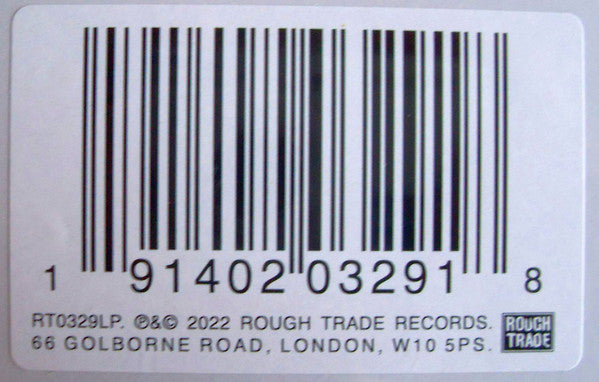 1 91402 03291 8
RT0329LP. ℗&© 2022 ROUGH TRADE RECORDS.
66 GOLBORNE ROAD, LONDON, W10 5PS.
ROUGH
TRADE